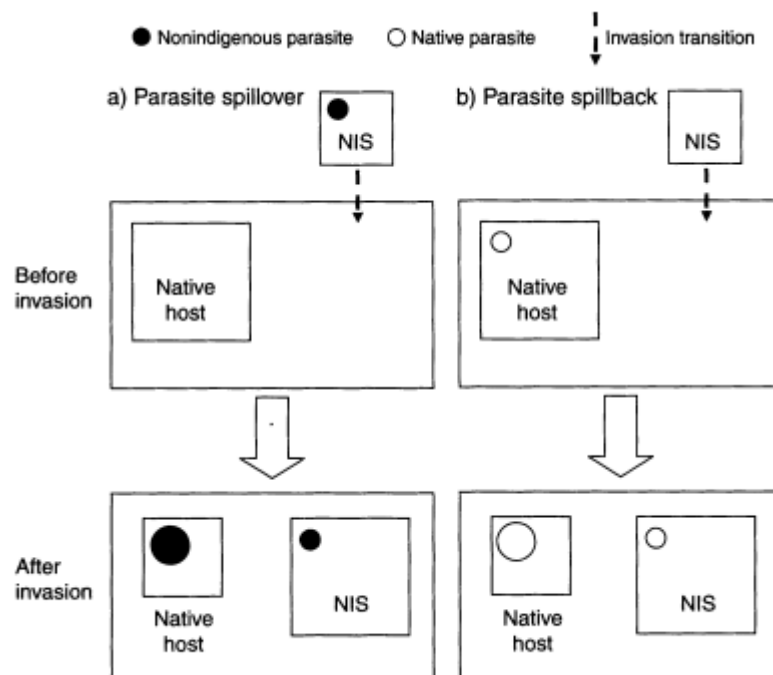 Nonindigenous parasite
Native parasite
Invasion transition
a) Parasite spillover
b) Parasite spillback
NIS
NIS
Before
invasion
Native
host
Native
host
After
invasion
Native
host
NIS
Native
host
NIS